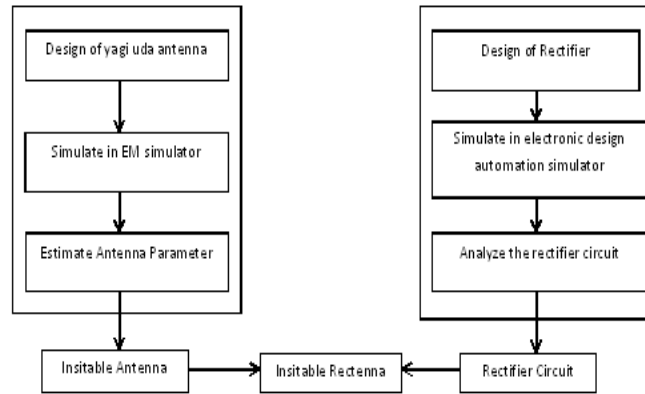 Design of yagi uda antenna
Simulate in EM simulator
Estimate Antenna Parameter
Design of Rectifier
Simulate in electronic design
automation simulator
Analyze the rectifier circuit
Insitable Antenna
Insitable Rectenna
Rectifier Circuit